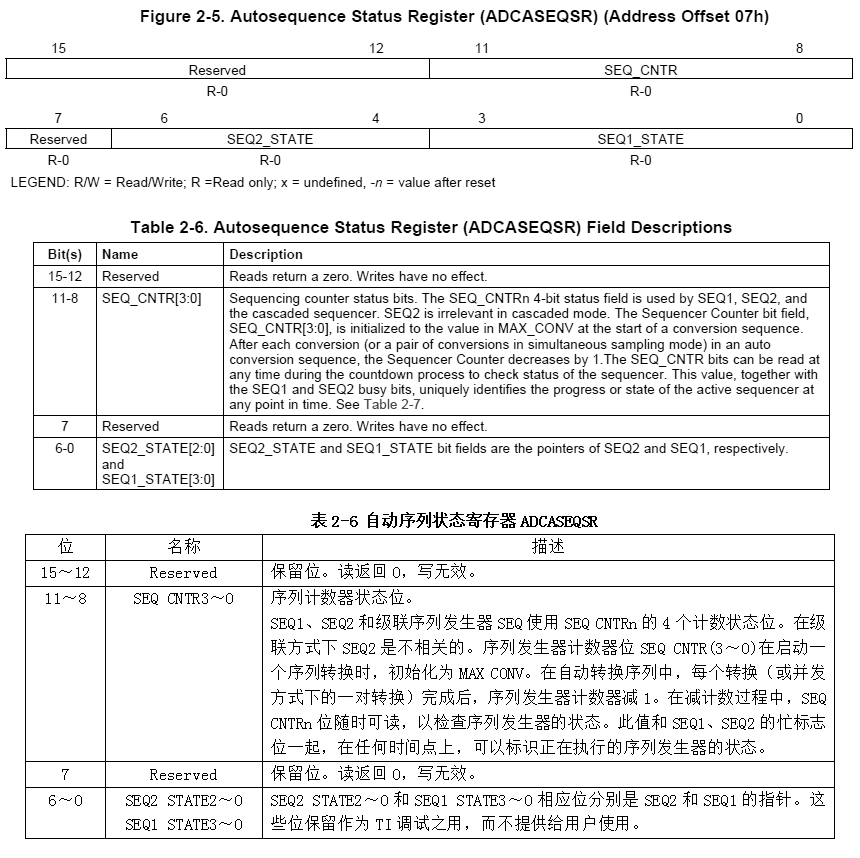 Figure 2-5. Autosequence Status Register (ADCASEQSR) (Address Offset 07h)
15 12 11 8
Reserved SEQ_CNTR
R-0 R-0
7 6 4 3 0
Reserved SEQ2_STATE SEQ1_STATE
R-0 R-0 R-0
LEGEND: R/W = Read/Write; R =Read only; x = undefined, -n = value after reset
Table 2-6. Autosequence Status Register (ADCASEQSR) Field Descriptions
Bit(s) Name Description
15-12 Reserved Reads return a zero. Writes have no effect.
11-8 SEQ_CNTR[3:0] Sequencing counter status bits. The SEQ_CNTRn 4-bit status field is used by SEQ1, SEQ2, and
the cascaded sequencer. SEQ2 is irrelevant in cascaded mode. The Sequencer Counter bit field,
SEQ_CNTR[3:0], is initialized to the value in MAX_CONV at the start of a conversion sequence.
After each conversion (or a pair of conversions in simultaneous sampling mode) in an auto
conversion sequence, the Sequencer Counter decreases by 1.The SEQ_CNTR bits can be read at
any time during the countdown process to check status of the sequencer. This value, together with
the SEQ1 and SEQ2 busy bits, uniquely identifies the progress or state of the active sequencer at
any point in time. See Table 2-7.
7 Reserved Reads return a zero. Writes have no effect.
6-0 SEQ2_STATE[2:0] SEQ2_STATE and SEQ1_STATE bit fields are the pointers of SEQ2 and SEQ1, respectively.
and
SEQ1_STATE[3:0]
表 2-6 自动序列状态寄存器 ADCASEQSR
位 名称 描述
15～12 Reserved 保留位。读返回 0，写无效。
11～8 SEQ CNTR3～0 序列计数器状态位。
SEQ1、SEQ2 和级联序列发生器 SEQ 使用 SEQ CNTRn 的 4 个计数状态位。在级
联方式下 SEQ2 是不相关的。序列发生器计数器位 SEQ CNTR(3～0)在启动一
个序列转换时，初始化为 MAX CONV。在自动转换序列中，每个转换（或并发
方式下的一对转换）完成后，序列发生器计数器减 1。在减计数过程中，SEQ
CNTRn 位随时可读，以检查序列发生器的状态。此值和 SEQ1、SEQ2 的忙标志
位一起，在任何时间点上，可以标识正在执行的序列发生器的状态。
7 Reserved 保留位。读返回 0，写无效。
6～0 SEQ2 STATE2～0 SEQ2 STATE2～0 和 SEQ1 STATE3～0 相应位分别是 SEQ2 和 SEQ1 的指针。这
SEQ1 STATE3～0 些位保留作为 TI 调试之用，而不提供给用户使用。